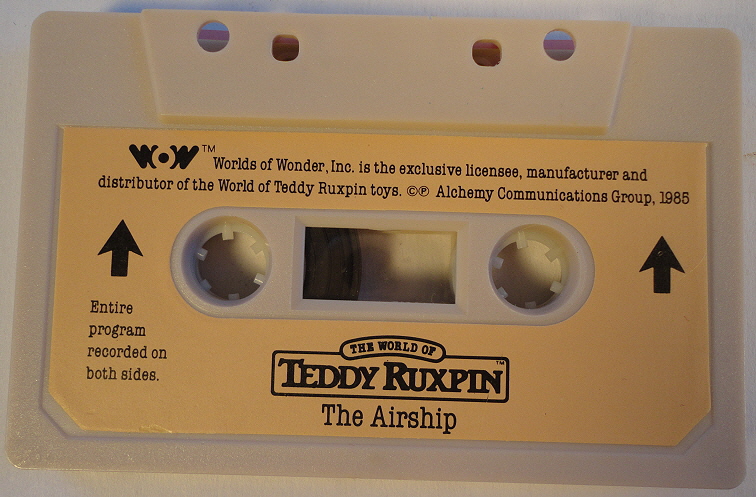 WOW™ Worlds of Wonder, Inc. is the exclusive licensee, manufacturer and
distributor of the World of Teddy Ruxpin toys. ©℗ Alchemy Communications Group, 1985
Entire
program
recorded on
both sides.
THE WORLD OF
TEDDY RUXPIN™
The Airship